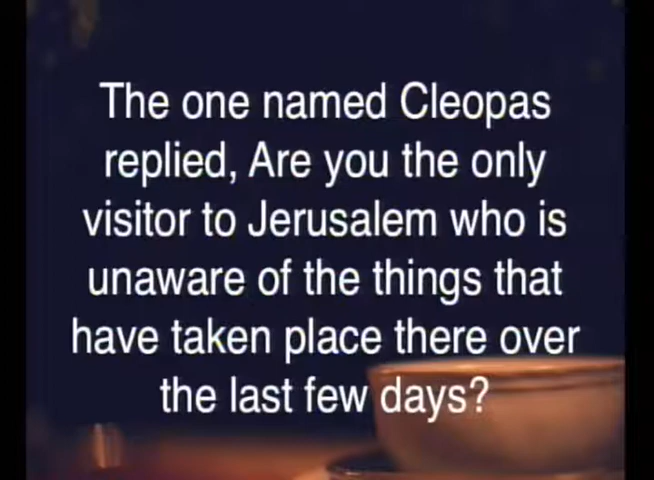 The one named Cleopas
replied, Are you the only
visitor to Jerusalem who is
unaware of the things that
have taken place there over
the last few days?